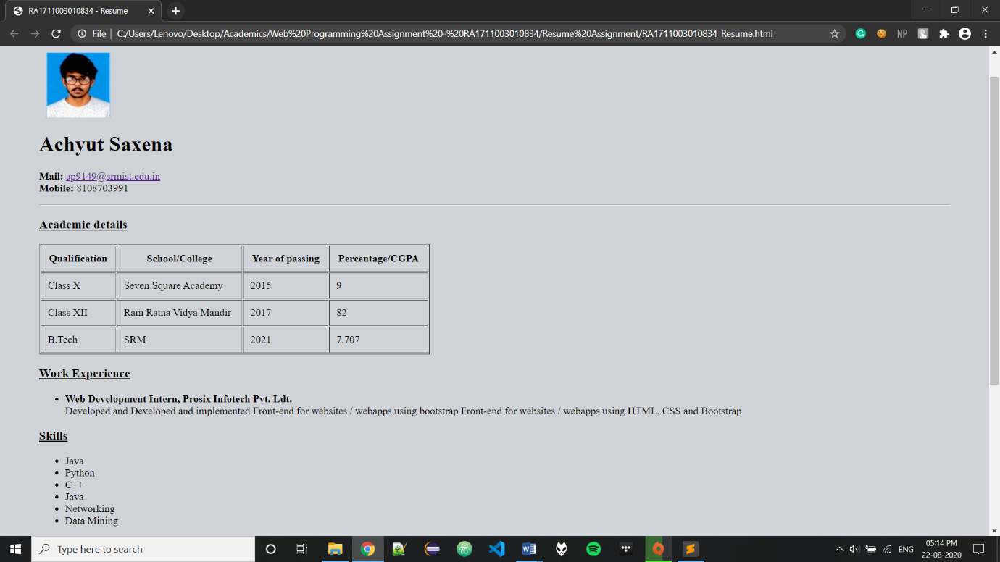 RA1711003010834 - Resume
File | C:/Users/Lenovo/Desktop/Academics/Web%20Programming%20Assignment%20-%20RA1711003010834/Resume%20Assignment/RA1711003010834_Resume.html
NP
Achyut Saxena
Mail: ap9149@srmist.edu.in
Mobile: 8108703991
Academic details
Qualification School/College Year of passing Percentage/CGPA
Class X Seven Square Academy 2015 9
Class XII Ram Ratna Vidya Mandir 2017 82
B.Tech SRM 2021 7.707
Work Experience
• Web Development Intern, Prosix Infotech Pvt. Ldt.
Developed and Developed and implemented Front-end for websites / webapps using bootstrap Front-end for websites / webapps using HTML, CSS and Bootstrap
Skills
• Java
• Python
• C++
• Java
• Networking
• Data Mining
Type here to search
ENG
05:14 PM
22-08-2020